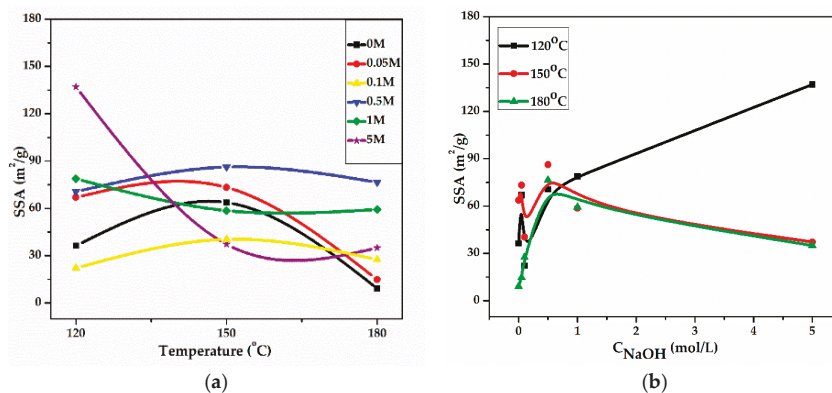 180
150
120
90
60
30
0
SSA (m²/g)
120
150
180
Temperature (°C)
0M
0.05M
0.1M
0.5M
1M
5M
(a)
180
150
120
90
60
30
0
SSA (m²/g)
0
1
2
3
4
5
C_NaOH (mol/L)
120°C
150°C
180°C
(b)